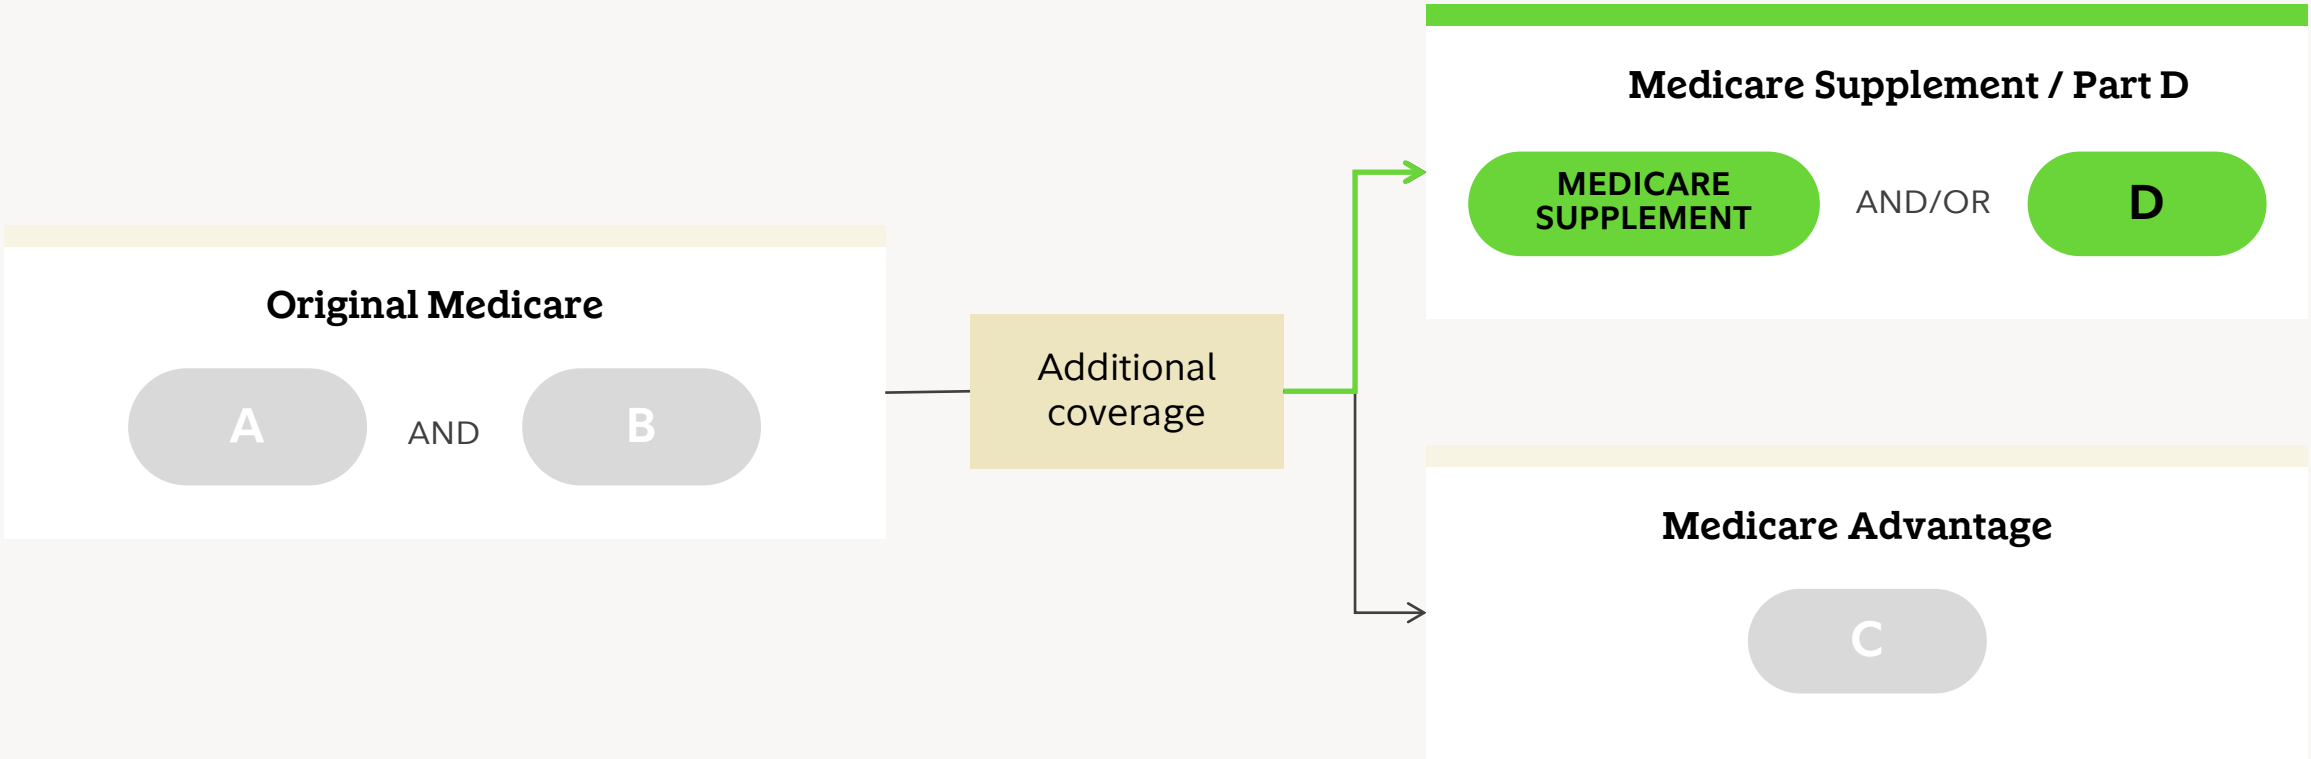 Original Medicare
A AND B
Additional
coverage
Medicare Supplement / Part D
MEDICARE
SUPPLEMENT
AND/OR
D
Medicare Advantage
C